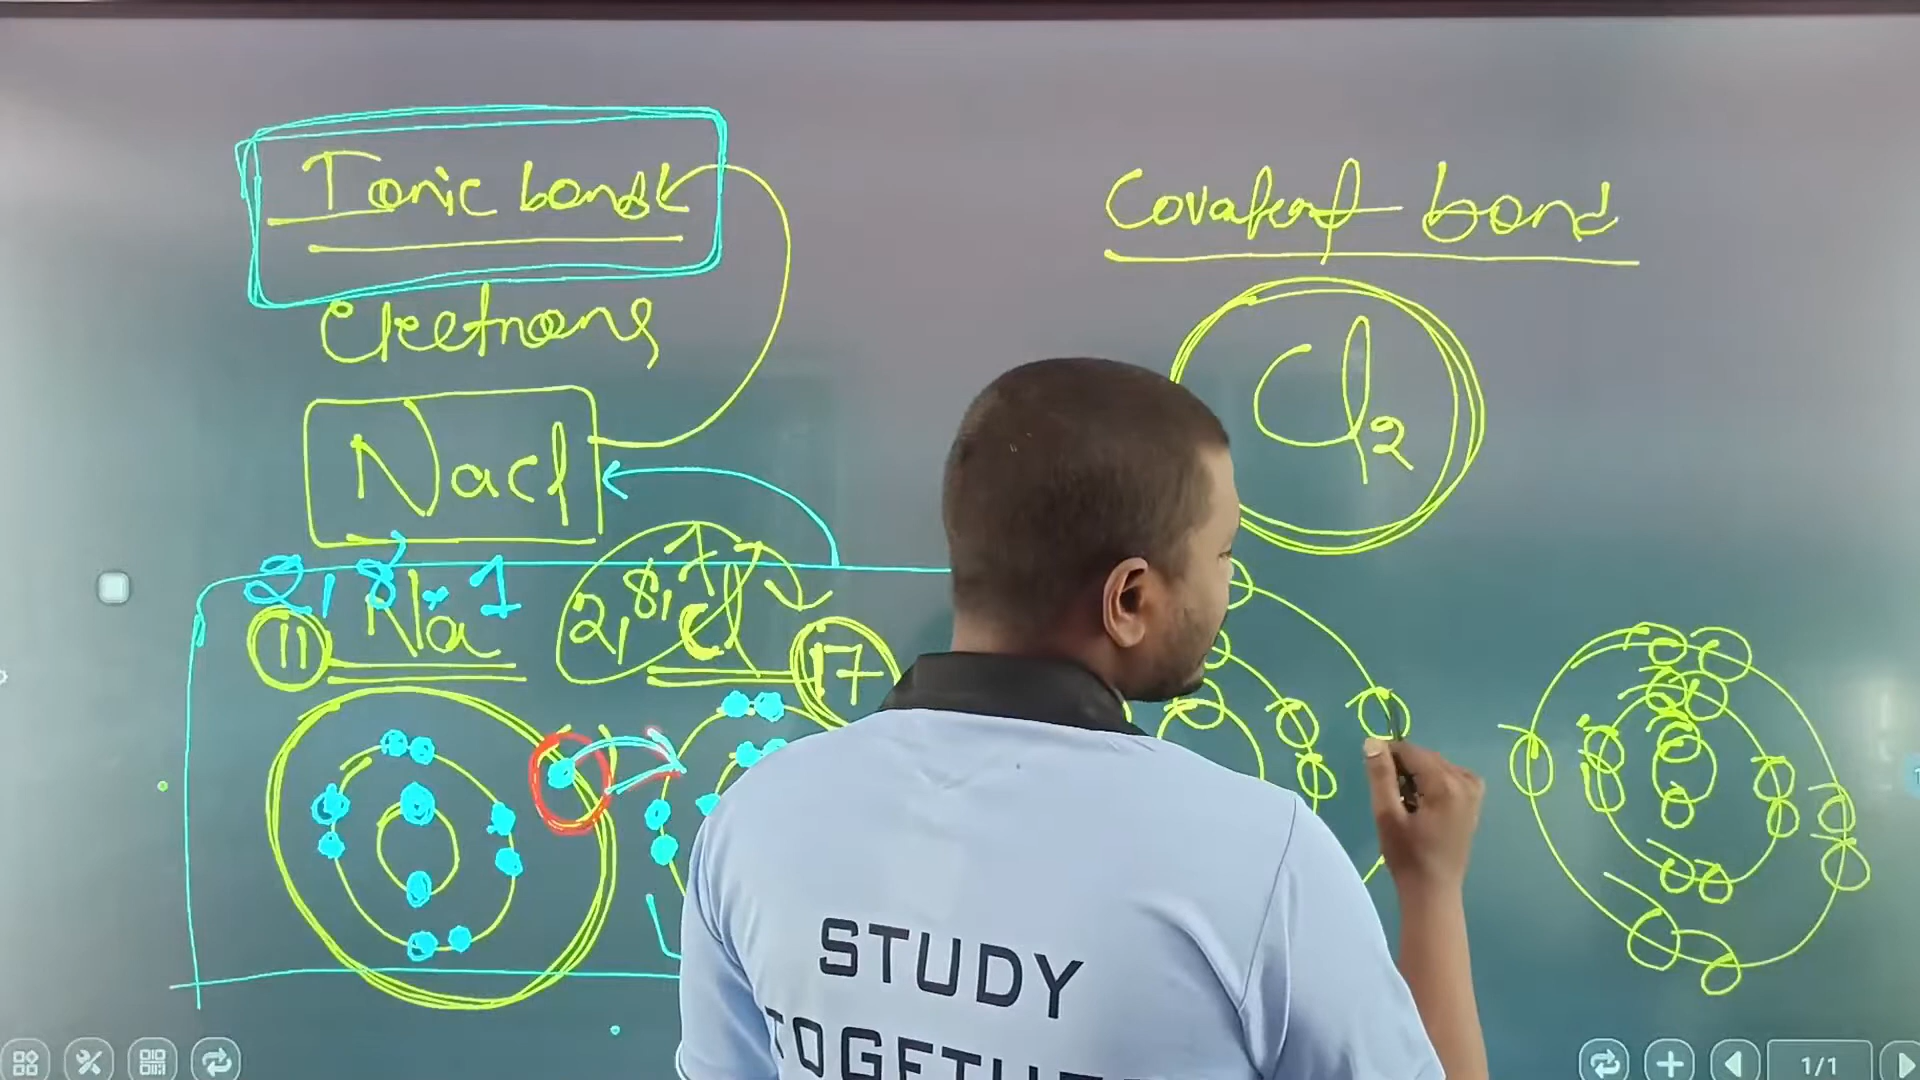 Ionic bond
Covalent bond
electrons
Cl2
Nacl
2, 8, 1
2, 8, 7
11 Na
Cl 17
STUDY
TOGETHE
1/1